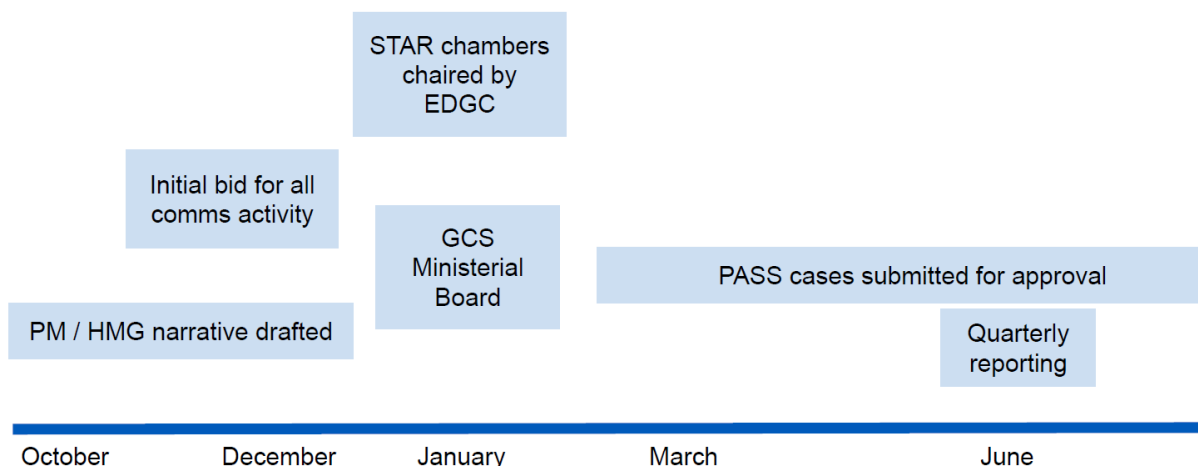 STAR chambers
chaired by
EDGC
Initial bid for all
comms activity
GCS
Ministerial
Board
PASS cases submitted for approval
PM / HMG narrative drafted
Quarterly
reporting
October
December
January
March
June